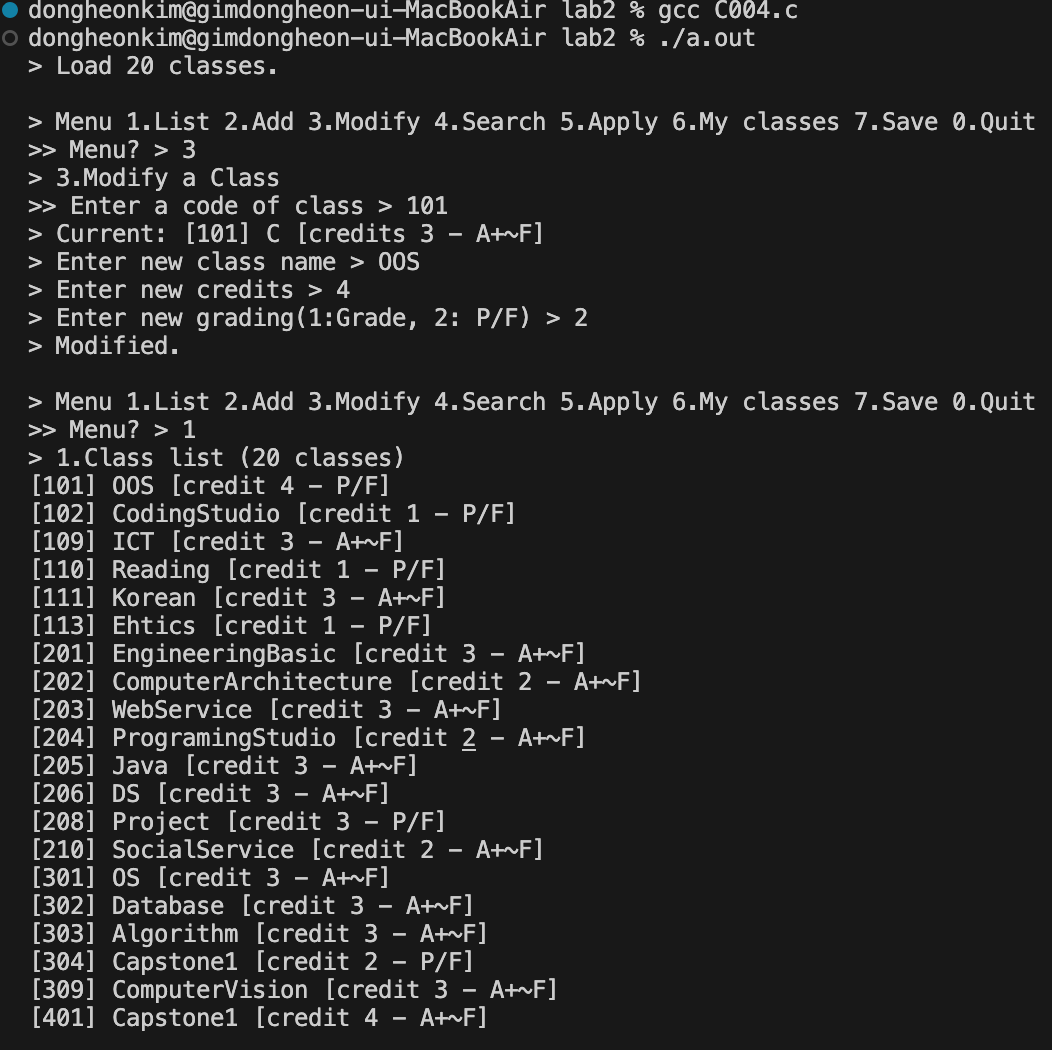 dongheonkim@gimdongheon-ui-MacBookAir lab2 % gcc C004.c
dongheonkim@gimdongheon-ui-MacBookAir lab2 % ./a.out
> Load 20 classes.

> Menu 1.List 2.Add 3.Modify 4.Search 5.Apply 6.My classes 7.Save 0.Quit
>> Menu? > 3
> 3.Modify a Class
>> Enter a code of class > 101
> Current: [101] C [credits 3 - A+~F]
> Enter new class name > OOS
> Enter new credits > 4
> Enter new grading(1:Grade, 2: P/F) > 2
> Modified.

> Menu 1.List 2.Add 3.Modify 4.Search 5.Apply 6.My classes 7.Save 0.Quit
>> Menu? > 1
> 1.Class list (20 classes)
[101] OOS [credit 4 - P/F]
[102] CodingStudio [credit 1 - P/F]
[109] ICT [credit 3 - A+~F]
[110] Reading [credit 1 - P/F]
[111] Korean [credit 3 - A+~F]
[113] Ehtics [credit 1 - P/F]
[201] EngineeringBasic [credit 3 - A+~F]
[202] ComputerArchitecture [credit 2 - A+~F]
[203] WebService [credit 3 - A+~F]
[204] ProgramingStudio [credit 2 - A+~F]
[205] Java [credit 3 - A+~F]
[206] DS [credit 3 - A+~F]
[208] Project [credit 3 - P/F]
[210] SocialService [credit 2 - A+~F]
[301] OS [credit 3 - A+~F]
[302] Database [credit 3 - A+~F]
[303] Algorithm [credit 3 - A+~F]
[304] Capstone1 [credit 2 - P/F]
[309] ComputerVision [credit 3 - A+~F]
[401] Capstone1 [credit 4 - A+~F]